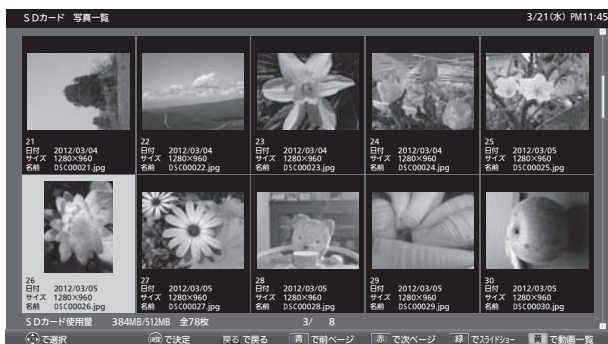 SDカード 写真一覧 3/21(水) PM11:45
21
日付 2012/03/04
サイズ 1280×960
名前 DSC00021.jpg
22
日付 2012/03/04
サイズ 1280×960
名前 DSC00022.jpg
23
日付 2012/03/04
サイズ 1280×960
名前 DSC00023.jpg
24
日付 2012/03/04
サイズ 1280×960
名前 DSC00024.jpg
25
日付 2012/03/05
サイズ 1280×960
名前 DSC00025.jpg
26
日付 2012/03/05
サイズ 1280×960
名前 DSC00026.jpg
27
日付 2012/03/05
サイズ 1280×960
名前 DSC00027.jpg
28
日付 2012/03/05
サイズ 1280×960
名前 DSC00028.jpg
29
日付 2012/03/05
サイズ 1280×960
名前 DSC00029.jpg
30
日付 2012/03/05
サイズ 1280×960
名前 DSC00030.jpg
SDカード使用量 384MB/512MB 全78枚 3/ 8
で選択 決定 で決定 戻る で戻る 青 で前ページ 赤 で次ページ 緑 でスライドショー 黄 で動画一覧